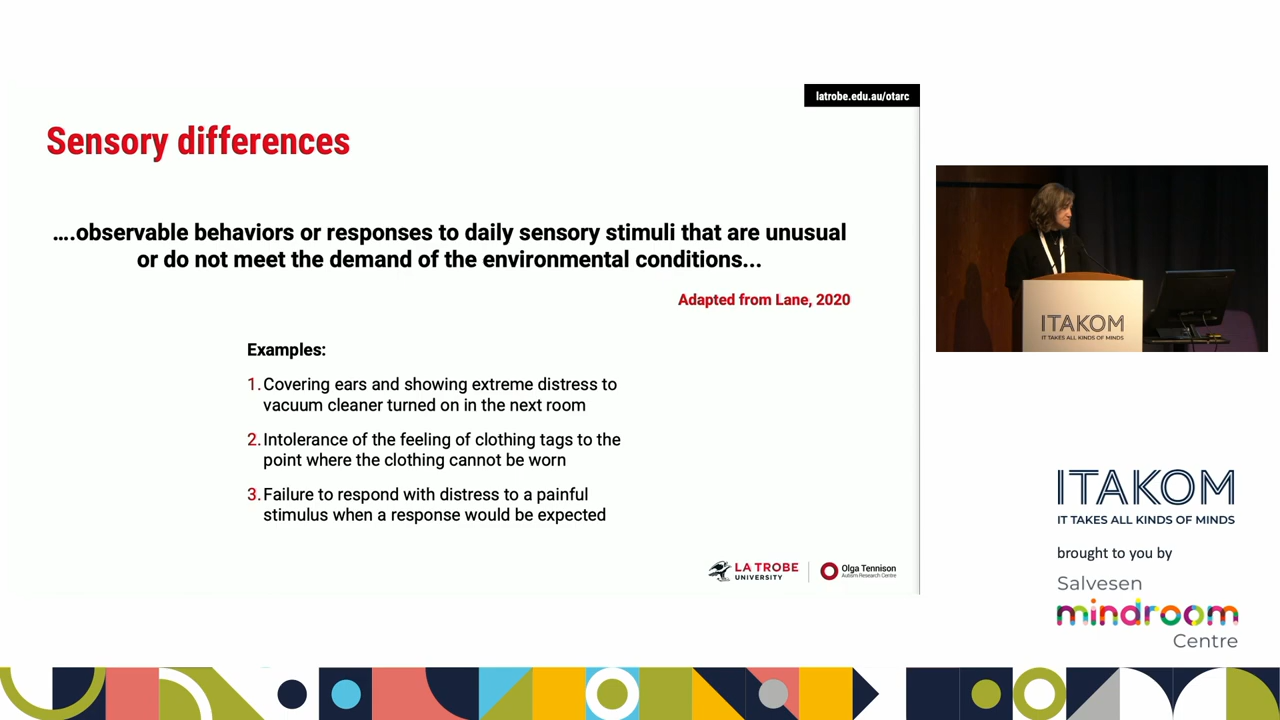 latrobe.edu.au/otarc
Sensory differences
....observable behaviors or responses to daily sensory stimuli that are unusual
or do not meet the demand of the environmental conditions...
Adapted from Lane, 2020
Examples:
1. Covering ears and showing extreme distress to
vacuum cleaner turned on in the next room
2. Intolerance of the feeling of clothing tags to the
point where the clothing cannot be worn
3. Failure to respond with distress to a painful
stimulus when a response would be expected
LA TROBE
UNIVERSITY
Olga Tennison
Autism Research Centre
ITAKOM
IT TAKES ALL KINDS OF MINDS
ITAKOM
IT TAKES ALL KINDS OF MINDS
brought to you by
Salvesen
mindroom
Centre